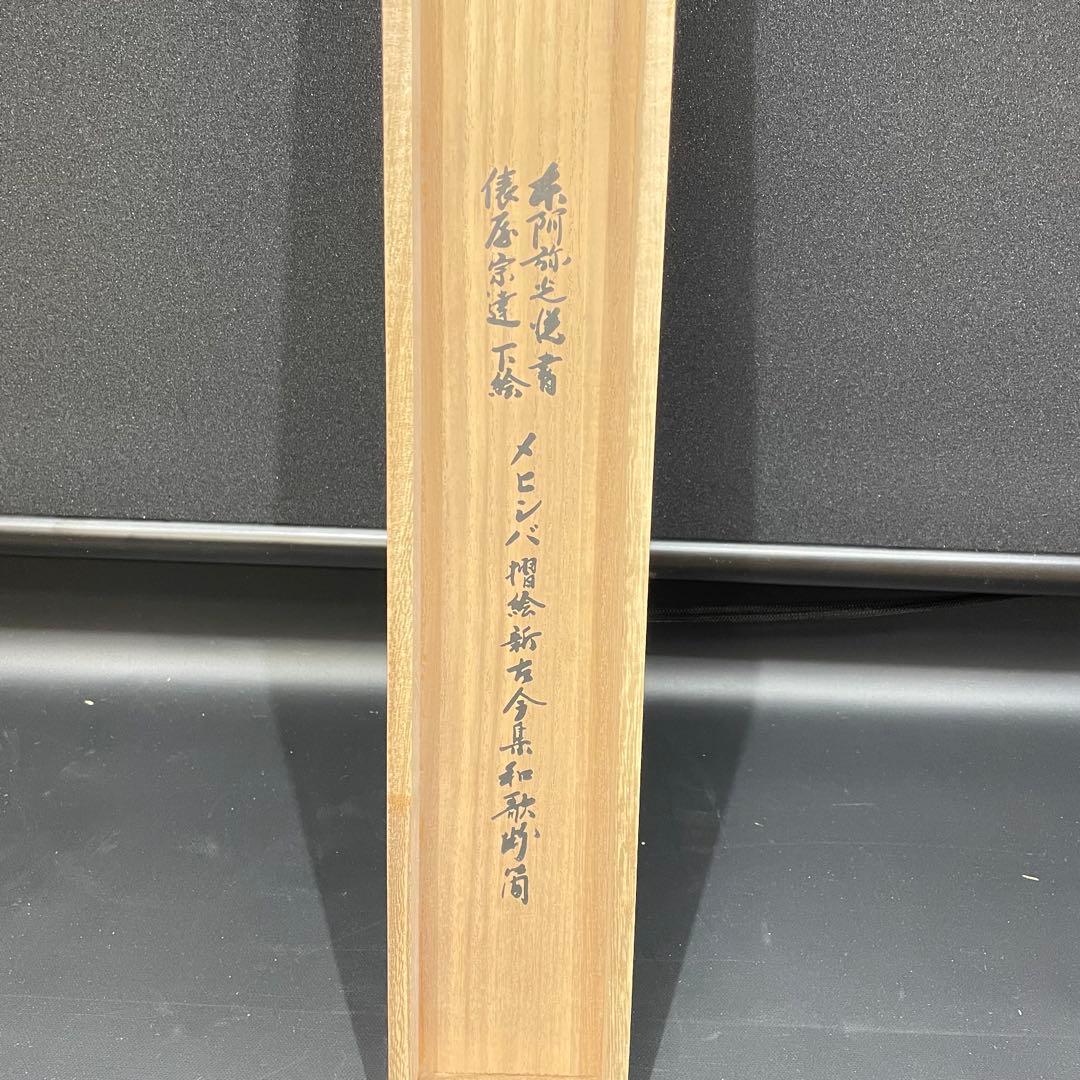 本阿弥光悦書
俵屋宗達下絵
メヒシバ摺絵新古今集和歌断簡